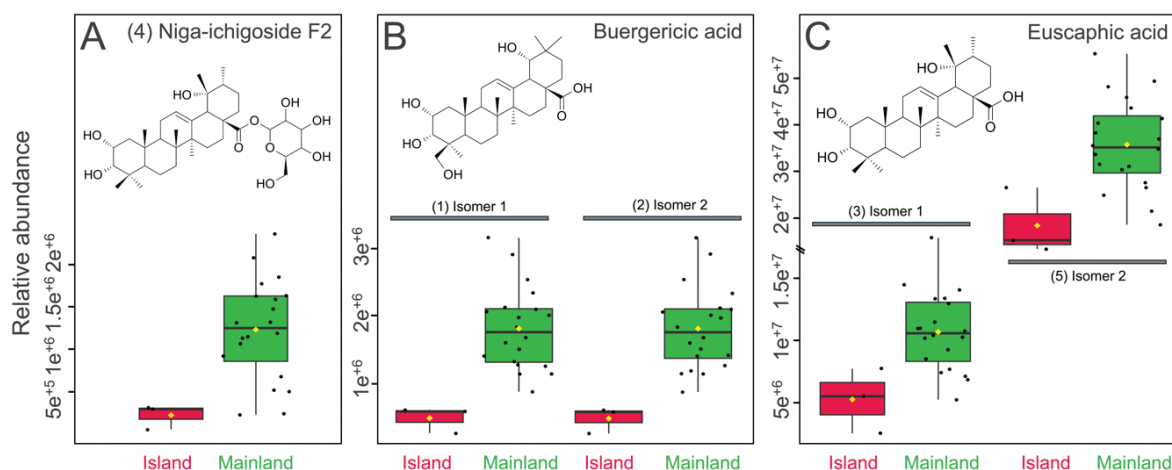 A (4) Niga-ichigoside F2
B Buergericic acid
C Euscaphic acid
Relative abundance
HO
HO
HO
O
O
O
OH
OH
OH
HO
HO
HO
HO
OH
O
OH
HO
HO
HO
OH
O
2e+6
1.5e+6
1e+6
5e+5
(1) Isomer 1
(2) Isomer 2
3e+6
2e+6
1e+6
5e+7
4e+7
3e+7
2e+7
(3) Isomer 1
(5) Isomer 2
1.5e+7
1e+7
5e+6
Island Mainland
Island Mainland Island Mainland
Island Mainland Island Mainland